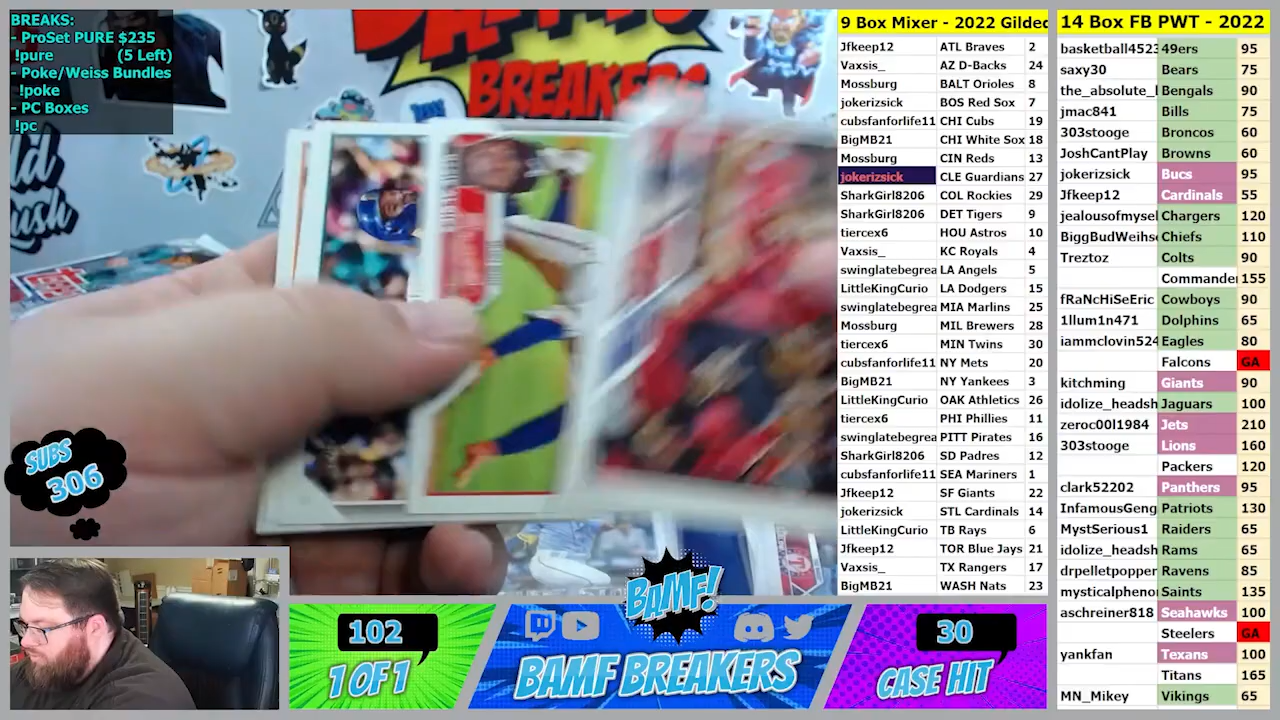 BREAKS:
- ProSet PURE $235
!pure (5 Left)
- Poke/Weiss Bundles
!poke
- PC Boxes
!pc
BREAKERS
SUBS
306
9 Box Mixer - 2022 Gilded
Jfkeep12 ATL Braves 2
Vaxsis_ AZ D-Backs 24
Mossburg BALT Orioles 8
jokerizsick BOS Red Sox 7
cubsfanforlife11 CHI Cubs 19
BigMB21 CHI White Sox 18
Mossburg CIN Reds 13
jokerizsick CLE Guardians 27
SharkGirl8206 COL Rockies 29
SharkGirl8206 DET Tigers 9
tiercex6 HOU Astros 10
Vaxsis_ KC Royals 4
swinglatebegrea LA Angels 5
LittleKingCurio LA Dodgers 15
swinglatebegrea MIA Marlins 25
Mossburg MIL Brewers 28
tiercex6 MIN Twins 30
cubsfanforlife11 NY Mets 20
BigMB21 NY Yankees 3
LittleKingCurio OAK Athletics 26
tiercex6 PHI Phillies 11
swinglatebegrea PITT Pirates 16
SharkGirl8206 SD Padres 12
cubsfanforlife11 SEA Mariners 1
Jfkeep12 SF Giants 22
jokerizsick STL Cardinals 14
LittleKingCurio TB Rays 6
Jfkeep12 TOR Blue Jays 21
Vaxsis_ TX Rangers 17
BigMB21 WASH Nats 23
14 Box FB PWT - 2022
basketball4523 49ers 95
saxy30 Bears 75
the_absolute_l Bengals 90
jmac841 Bills 75
303stooge Broncos 60
JoshCantPlay Browns 60
jokerizsick Bucs 95
Jfkeep12 Cardinals 55
jealousofmysel Chargers 120
BiggBudWeihs Chiefs 110
Treztoz Colts 90
Commander 155
fRaNcHiSeEric Cowboys 90
1llum1n471 Dolphins 65
iammclovin524 Eagles 80
Falcons GA
kitchming Giants 90
idolize_headsh Jaguars 100
zeroc00l1984 Jets 210
303stooge Lions 160
Packers 120
clark52202 Panthers 95
InfamousGeng Patriots 130
MystSerious1 Raiders 65
idolize_headsh Rams 65
drpelletpopper Ravens 85
mysticalpheno Saints 135
aschreiner818 Seahawks 100
Steelers GA
yankfan Texans 100
Titans 165
MN_Mikey Vikings 65
102
1 OF 1
BAMF!
BAMF BREAKERS
30
CASE HIT